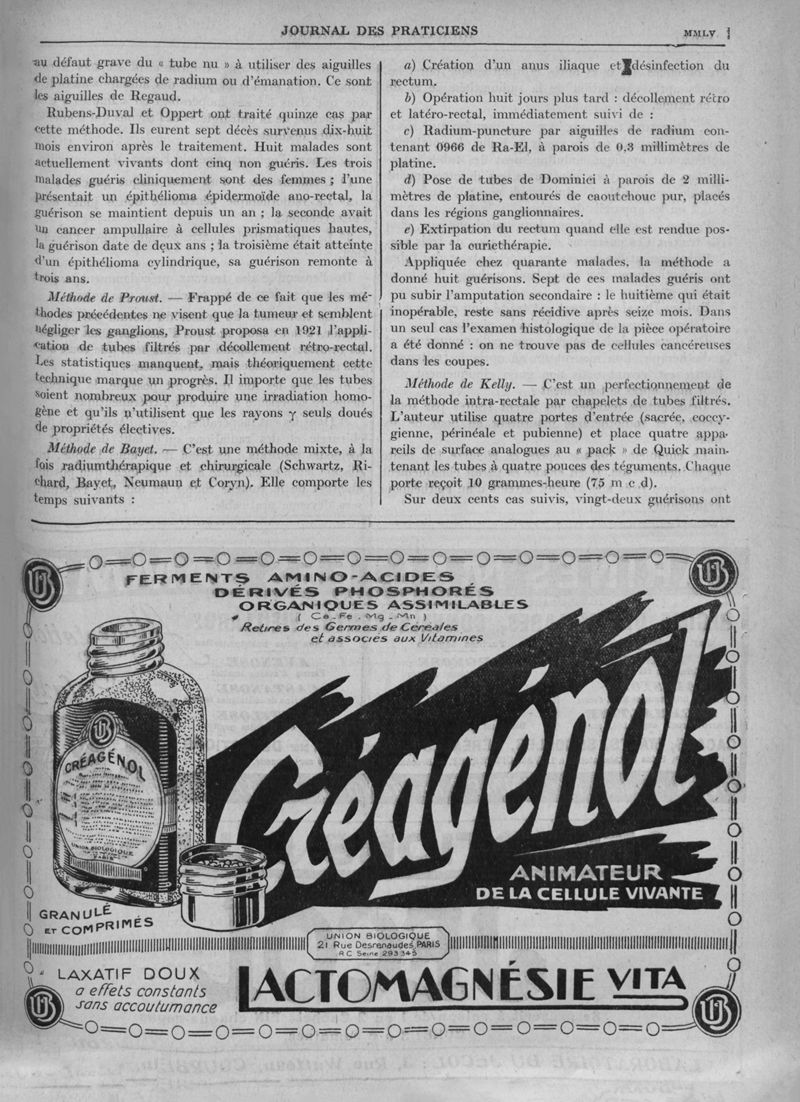 JOURNAL DES PRATICIENS
MMLV
au défaut grave du « tube nu » à utiliser des aiguilles
de platine chargées de radium ou d'émanation. Ce sont
les aiguilles de Regaud.
Rubens-Duval et Oppert ont traité quinze cas par
cette méthode. Ils eurent sept décès survenus dix-huit
mois environ après le traitement. Huit malades sont
actuellement vivants dont cinq non guéris. Les trois
malades guéris cliniquement sont des femmes ; l'une
présentait un épithélioma épidermoïde ano-rectal, la
guérison se maintient depuis un an ; la seconde avait
un cancer ampullaire à cellules prismatiques hautes,
la guérison date de deux ans ; la troisième était atteinte
d'un épithélioma cylindrique, sa guérison remonte à
trois ans.
Méthode de Proust. — Frappé de ce fait que les mé-
thodes précédentes ne visent que la tumeur et semblent
négliger les ganglions, Proust proposa en 1921 l'appli-
cation de tubes filtrés par décollement rétro-rectal.
Les statistiques manquent, mais théoriquement cette
technique marque un progrès. Il importe que les tubes
soient nombreux pour produire une irradiation homo-
gène et qu'ils n'utilisent que les rayons γ seuls doués
de propriétés électives.
Méthode de Bayet. — C'est une méthode mixte, à la
fois radiumthérapique et chirurgicale (Schwartz, Ri-
chard, Bayet, Neumaun et Coryn). Elle comporte les
temps suivants :
a) Création d'un anus iliaque et désinfection du
rectum.
b) Opération huit jours plus tard : décollement rétro
et latéro-rectal, immédiatement suivi de :
c) Radium-puncture par aiguilles de radium con-
tenant 0966 de Ra-El, à parois de 0,3 millimètres de
platine.
d) Pose de tubes de Dominici à parois de 2 milli-
mètres de platine, entourés de caoutchouc pur, placés
dans les régions ganglionnaires.
e) Extirpation du rectum quand elle est rendue pos-
sible par la curiethérapie.
Appliquée chez quarante malades, la méthode a
donné huit guérisons. Sept de ces malades guéris ont
pu subir l'amputation secondaire : le huitième qui était
inopérable, reste sans récidive après seize mois. Dans
un seul cas l'examen histologique de la pièce opératoire
a été donné : on ne trouve pas de cellules cancéreuses
dans les coupes.
Méthode de Kelly. — C'est un perfectionnement de
la méthode intra-rectale par chapelets de tubes filtrés.
L'auteur utilise quatre portes d'entrée (sacrée, coccy-
gienne, périnéale et pubienne) et place quatre appa-
reils de surface analogues au « pack » de Quick main-
tenant les tubes à quatre pouces des téguments. Chaque
porte reçoit 10 grammes-heure (75 m c d).
Sur deux cents cas suivis, vingt-deux guérisons ont
FERMENTS AMINO-ACIDES
DÉRIVÉS PHOSPHORÉS
ORGANIQUES ASSIMILABLES
( Ca - Fe - Mg - Mn )
Retirés des Germes de Céréales
et associés aux Vitamines
CRÉAGÉNOL
UNION BIOLOGIQUE
PARIS
Créagénol
ANIMATEUR
DE LA CELLULE VIVANTE
GRANULÉ
ET COMPRIMÉS
UNION BIOLOGIQUE
21 Rue Desrenaudes, PARIS
R C Seine 293 345
LAXATIF DOUX
a effets constants
sans accoutumance
LACTOMAGNÉSIE VITA